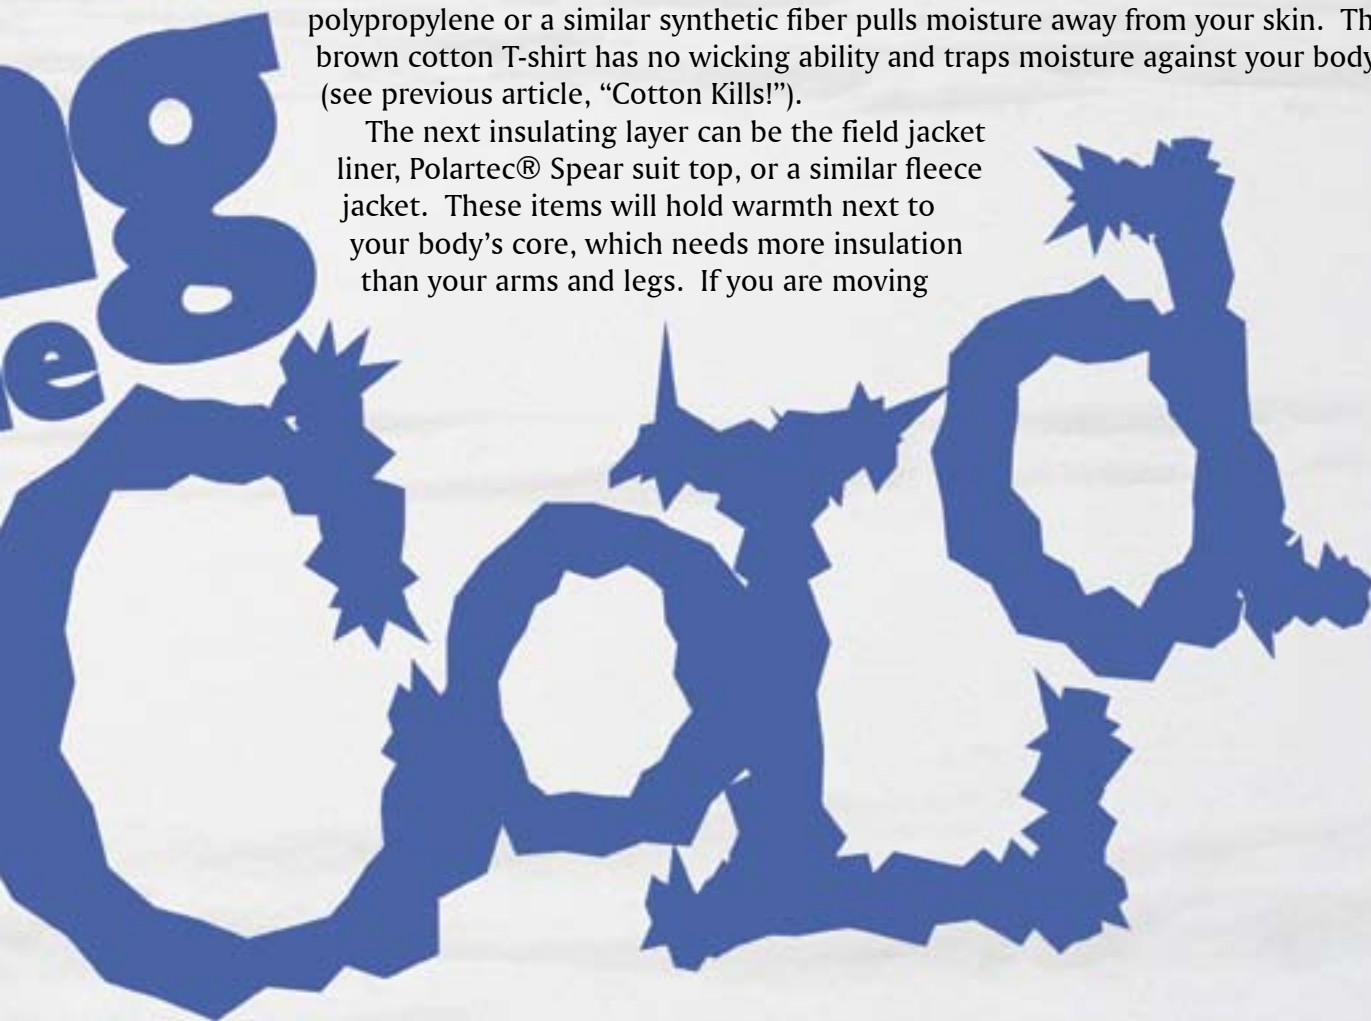 polypropylene or a similar synthetic fiber pulls moisture away from your skin. Th
brown cotton T-shirt has no wicking ability and traps moisture against your body
(see previous article, “Cotton Kills!”).
The next insulating layer can be the field jacket
liner, Polartec® Spear suit top, or a similar fleece
jacket. These items will hold warmth next to
your body’s core, which needs more insulation
than your arms and legs. If you are moving
g
e
Cold